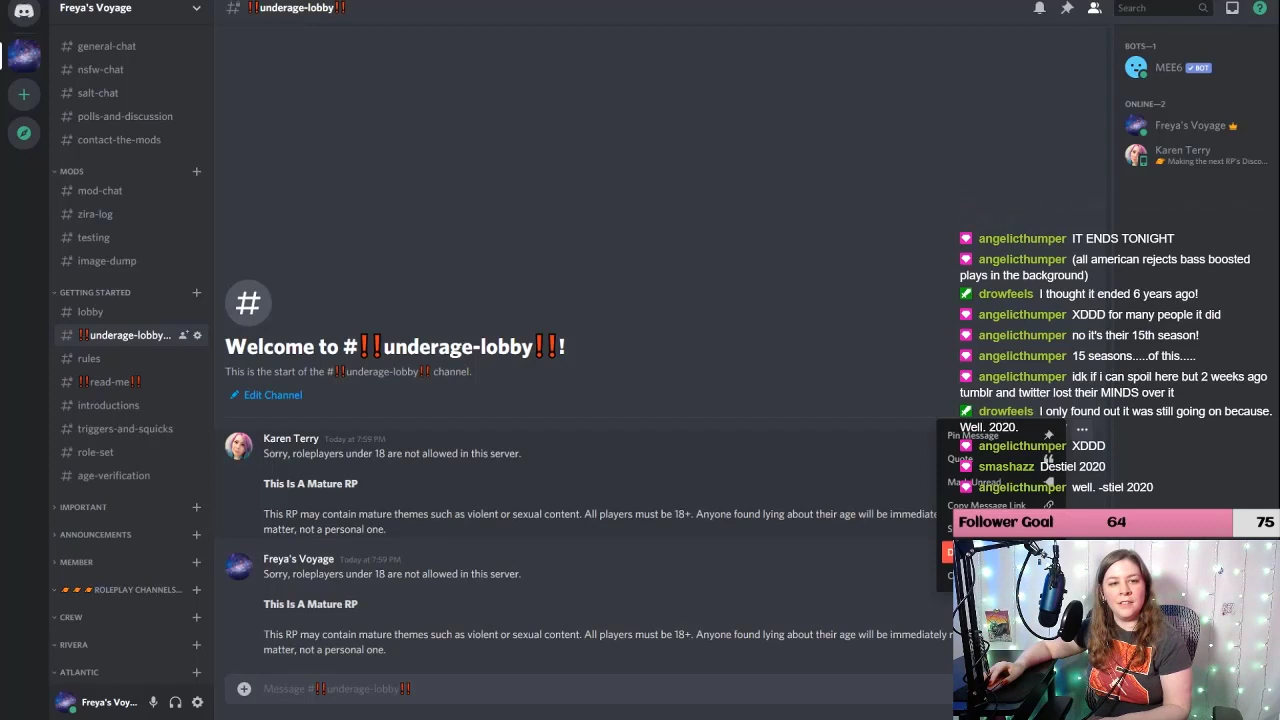 Freya's Voyage
general-chat
nsfw-chat
salt-chat
polls-and-discussion
contact-the-mods
MODS
mod-chat
zira-log
testing
image-dump
GETTING STARTED
lobby
‼underage-lobby...
rules
‼read-me‼
introductions
triggers-and-squicks
role-set
age-verification
IMPORTANT
ANNOUNCEMENTS
MEMBER
ROLEPLAY CHANNELS...
CREW
RIVERA
ATLANTIC
Freya's Voy...
# ‼underage-lobby‼
Search
Welcome to #‼underage-lobby‼!
This is the start of the #‼underage-lobby‼ channel.
Edit Channel
Karen Terry Today at 7:59 PM
Sorry, roleplayers under 18 are not allowed in this server.
This Is A Mature RP
This RP may contain mature themes such as violent or sexual content. All players must be 18+. Anyone found lying about their age will be
matter, not a personal one.
Freya's Voyage Today at 7:59 PM
Sorry, roleplayers under 18 are not allowed in this server.
This Is A Mature RP
This RP may contain mature themes such as violent or sexual content. All players must be 18+. Anyone found lying about their age will be immediately
matter, not a personal one.
Message #‼underage-lobby‼
Pin Message
Quote
Mark Unread
Copy Message Link
BOTS—1
MEE6 BOT
ONLINE—2
Freya's Voyage
Karen Terry
Making the next RP's Disco...
angelicthumper IT ENDS TONIGHT
angelicthumper (all american rejects bass boosted
plays in the background)
drowfeels I thought it ended 6 years ago!
angelicthumper XDDD for many people it did
angelicthumper no it's their 15th season!
angelicthumper 15 seasons.....of this.....
angelicthumper idk if i can spoil here but 2 weeks ago
tumblr and twitter lost their MINDS over it
drowfeels I only found out it was still going on because.
Well. 2020.
angelicthumper XDDD
smashazz Destiel 2020
angelicthumper well. -stiel 2020
Follower Goal 64 75